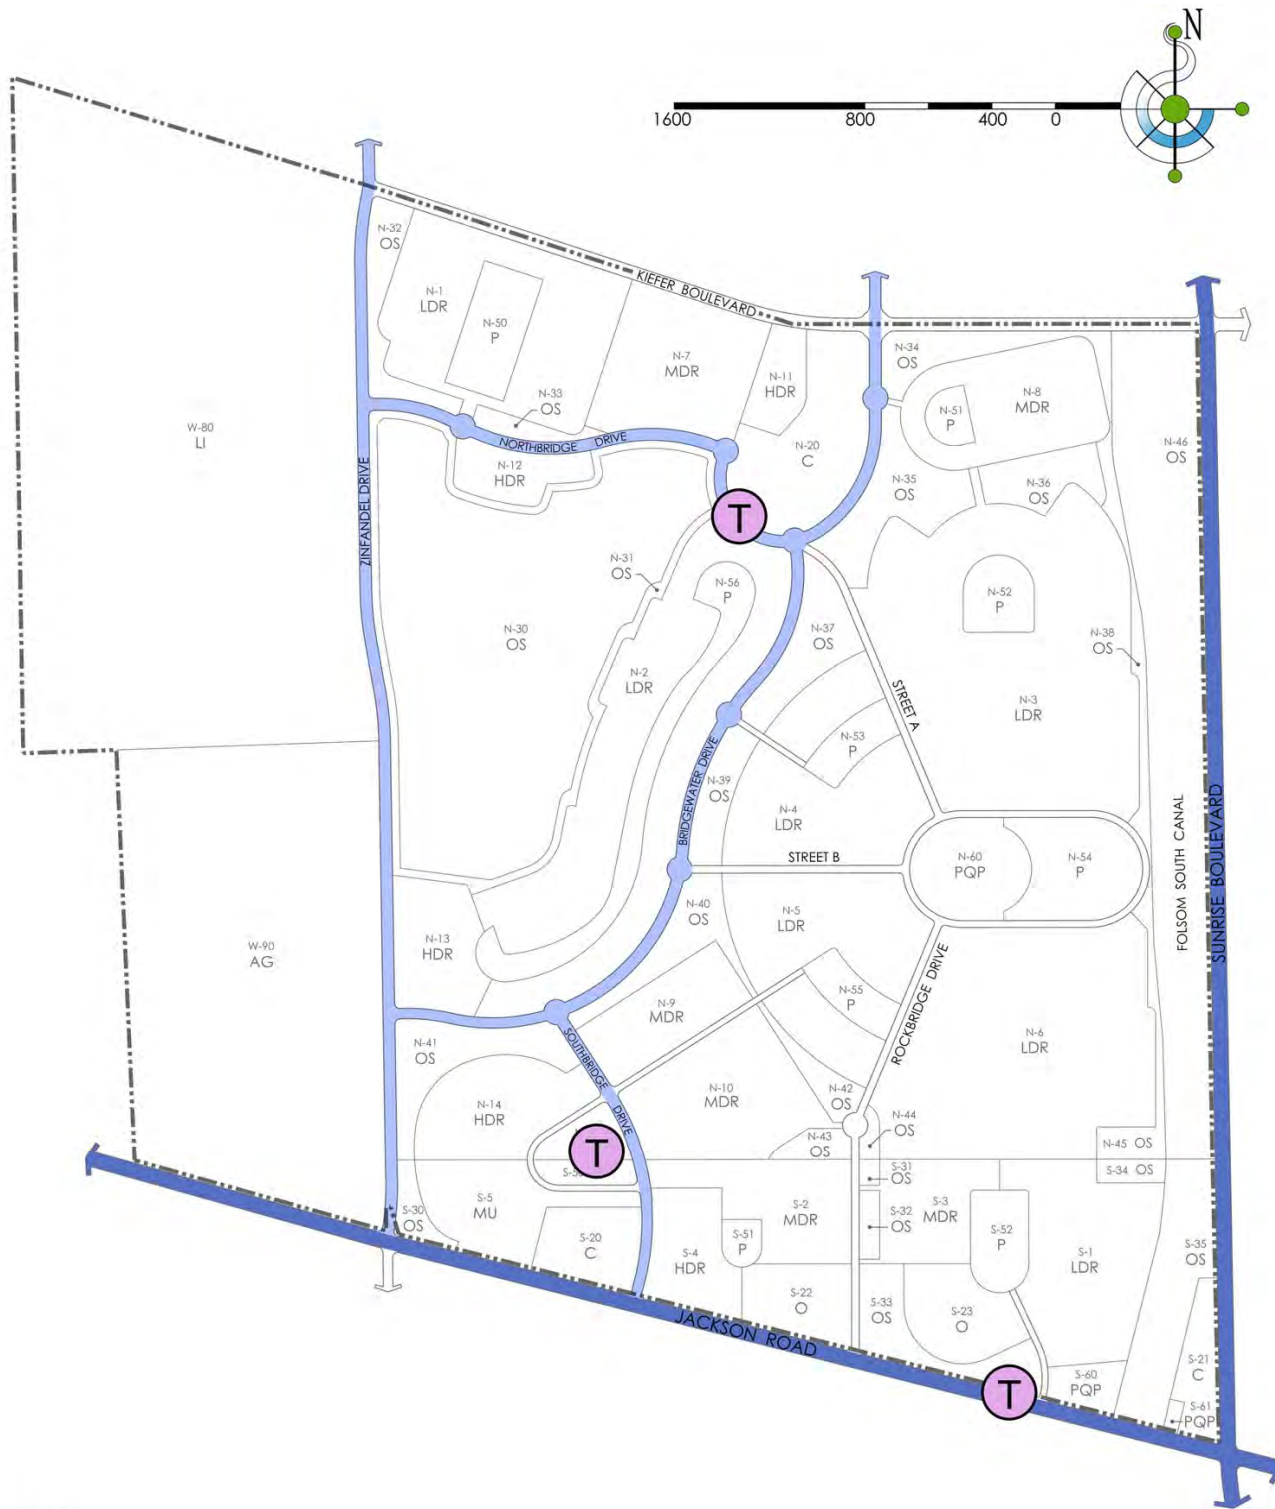 N
1600
800
400
0
N-32
OS
KIEFER BOULEVARD
N-1
LDR
N-50
P
N-7
MDR
N-34
OS
N-11
HDR
N-8
MDR
N-33
OS
N-51
P
W-80
LI
NORTHBRIDGE DRIVE
N-20
C
N-46
OS
N-12
HDR
N-35
OS
N-36
OS
ZINFANDEL DRIVE
T
N-31
OS
N-56
P
N-52
P
N-30
OS
N-37
OS
N-38
OS
N-2
LDR
STREET A
N-3
LDR
N-53
P
BRIDGEWATER DRIVE
N-39
OS
N-4
LDR
FOLSOM SOUTH CANAL
SUNRISE BOULEVARD
STREET B
N-60
PQP
N-54
P
N-40
OS
N-5
LDR
W-90
AG
N-13
HDR
N-9
MDR
N-55
P
ROCKBRIDGE DRIVE
N-6
LDR
N-41
OS
SOUTHBRIDGE DRIVE
N-14
HDR
N-10
MDR
N-42
OS
N-44
OS
T
N-43
OS
N-45 OS
S-34 OS
S-31
OS
S-5
MU
S-30
OS
S-2
MDR
S-32
OS
S-3
MDR
S-20
C
S-51
P
S-52
P
S-4
HDR
S-1
LDR
S-35
OS
S-22
O
S-33
OS
S-23
O
JACKSON ROAD
S-21
C
T
S-60
PQP
S-61
PQP